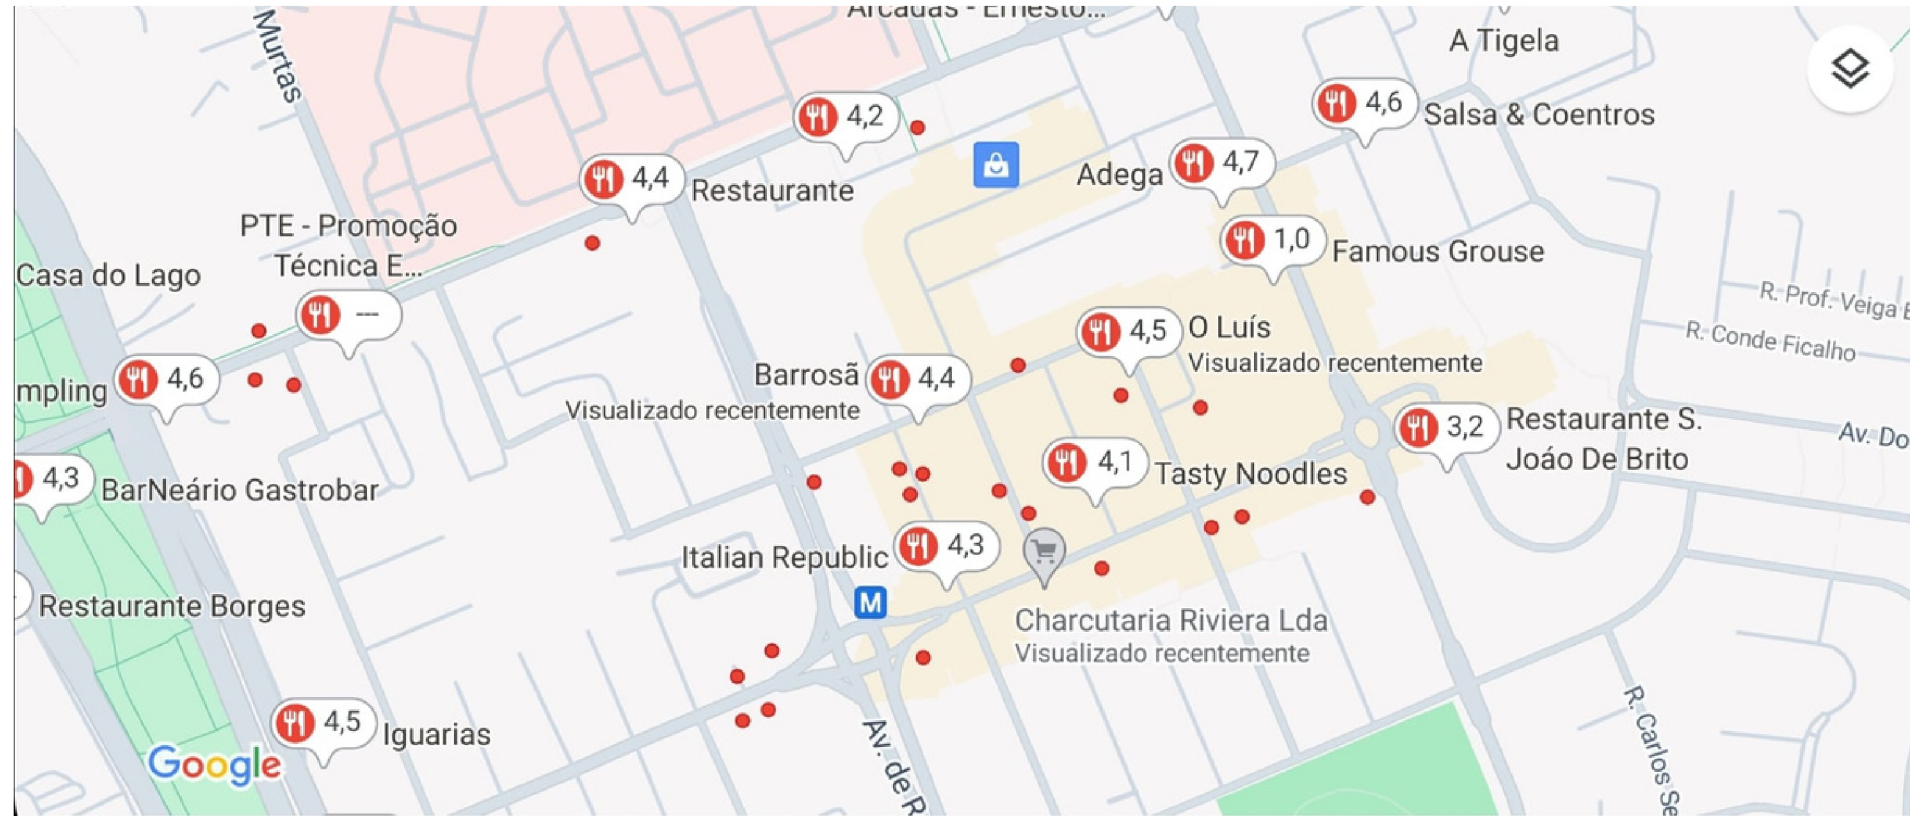 Arcadas - Ernesto...
Murtas
A Tigela
4,2
4,6
Salsa & Coentros
4,4
Restaurante
Adega
4,7
PTE - Promoção
Técnica E...
1,0
Famous Grouse
Casa do Lago
---
R. Prof. Veiga
R. Conde Ficalho
4,5
O Luís
Visualizado recentemente
mpling
4,6
Barrosã
4,4
Visualizado recentemente
3,2
Restaurante S.
Joáo De Brito
Av. Do
4,3
BarNeário Gastrobar
4,1
Tasty Noodles
Italian Republic
4,3
M
Restaurante Borges
Charcutaria Riviera Lda
Visualizado recentemente
4,5
Iguarias
Av. de R
R. Carlos Se
Google